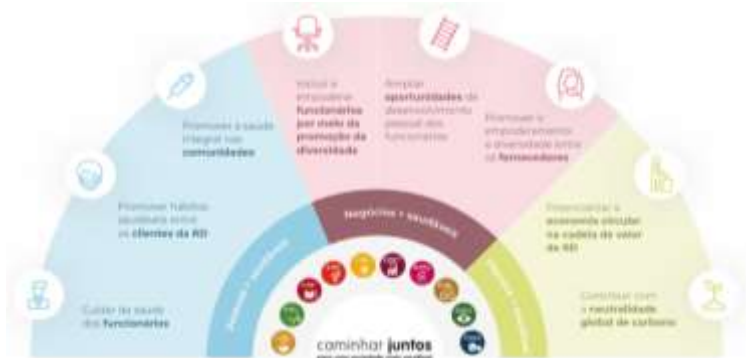 Cuidar da saúde
dos funcionários
Promover hábitos
saudáveis entre
os clientes da RD
Promover a saúde
integral nas
comunidades
Incluir e
empoderar
funcionários
por meio da
promoção da
diversidade
Ampliar
oportunidades de
desenvolvimento
pessoal dos
funcionários
Promover o
empoderamento
e diversidade
fornecedores
Potencializar a
economia circular
na cadeia de valor
da RD
Contribuir com
a neutralidade
global de carbono
Pessoas + saudáveis
Negócios + saudáveis
caminhar juntos